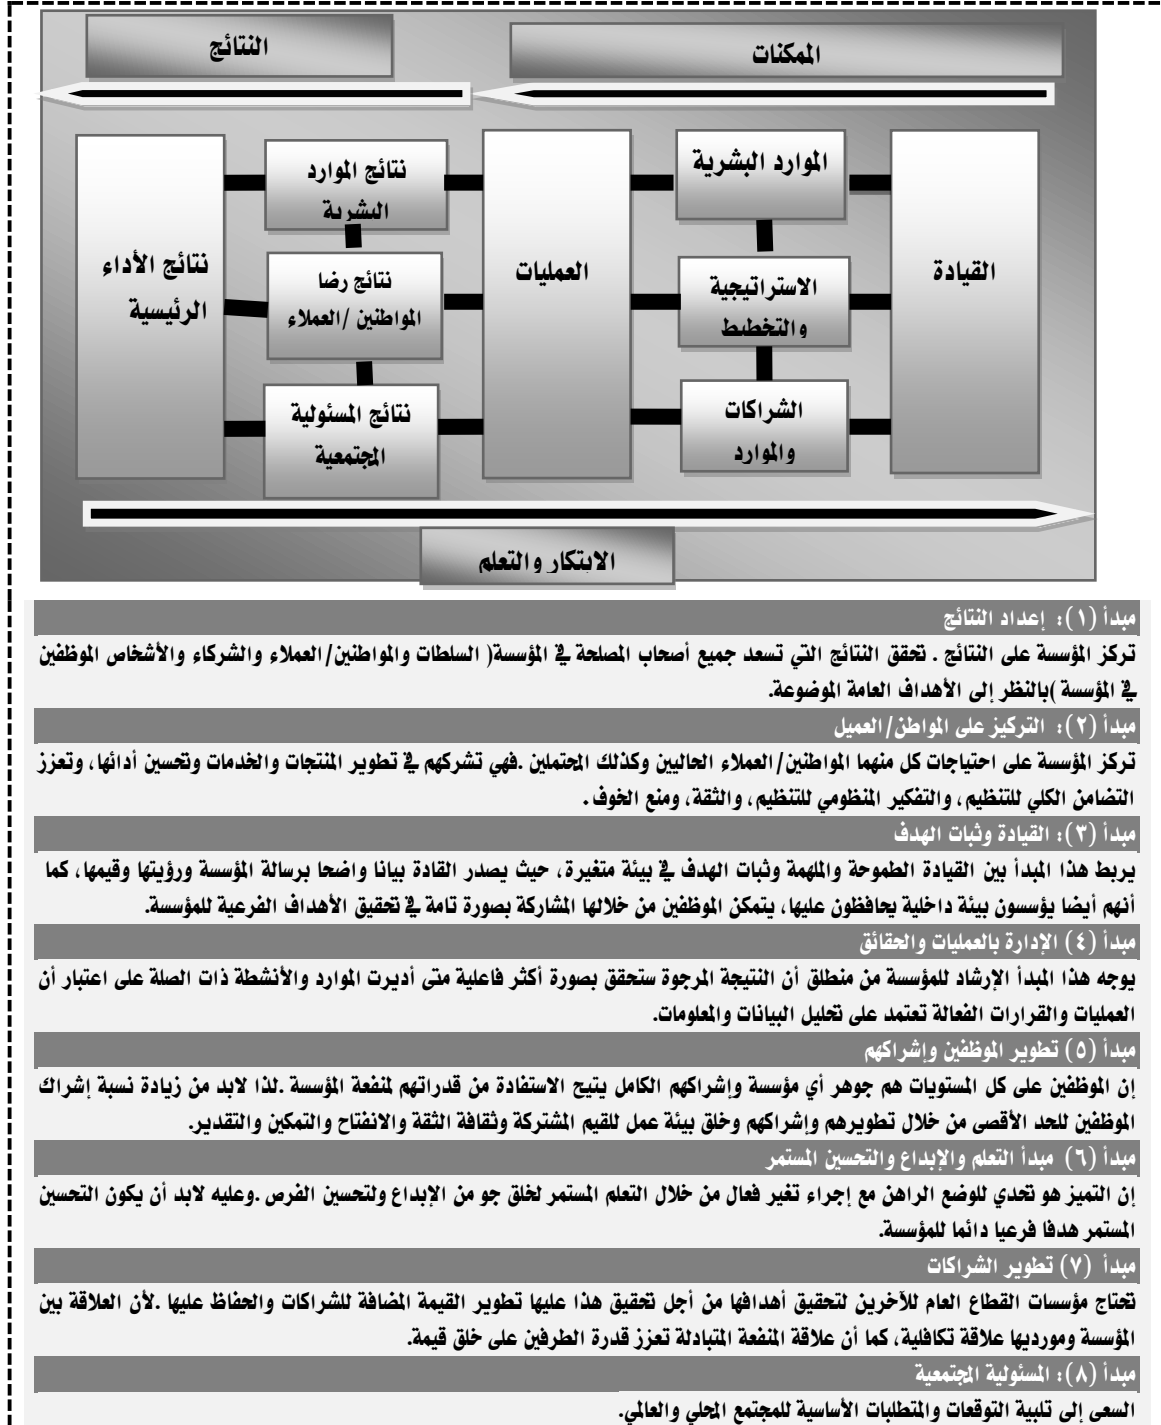 الممكنات
النتائج
القيادة
الموارد البشرية
الاستراتيجية
والتخطيط
الشراكات
والموارد
العمليات
نتائج الموارد
البشرية
نتائج رضا
المواطنين /العملاء
نتائج المسئولية
المجتمعية
نتائج الأداء
الرئيسية
الابتكار والتعلم
مبدأ (١): إعداد النتائج
تركز المؤسسة على النتائج . تحقق النتائج التي تسعد جميع أصحاب المصلحة في المؤسسة( السلطات والمواطنين/العملاء والشركاء والأشخاص الموظفين
في المؤسسة )بالنظر إلى الأهداف العامة الموضوعة.
مبدأ (٢): التركيز على المواطن/العميل
تركز المؤسسة على احتياجات كل منهما المواطنين/العملاء الحاليين وكذلك المحتملين .فهي تشركهم في تطوير المنتجات والخدمات وتحسين أدائها، وتعزز
التضامن الكلي للتنظيم، والتفكير المنظومي للتنظيم، والثقة، ومنع الخوف.
مبدأ (٣): القيادة وثبات الهدف
يربط هذا المبدأ بين القيادة الطموحة والملهمة وثبات الهدف في بيئة متغيرة، حيث يصدر القادة بيانا واضحا برسالة المؤسسة ورؤيتها وقيمها، كما
أنهم أيضا يؤسسون بيئة داخلية يحافظون عليها، يتمكن الموظفين من خلالها المشاركة بصورة تامة في تحقيق الأهداف الفرعية للمؤسسة.
مبدأ (٤) الإدارة بالعمليات والحقائق
يوجه هذا المبدأ الإرشاد للمؤسسة من منطلق أن النتيجة المرجوة ستحقق بصورة أكثر فاعلية متى أديرت الموارد والأنشطة ذات الصلة على اعتبار أن
العمليات والقرارات الفعالة تعتمد على تحليل البيانات والمعلومات.
مبدأ (٥) تطوير الموظفين وإشراكهم
إن الموظفين على كل المستويات هم جوهر أي مؤسسة وإشراكهم الكامل يتيح الاستفادة من قدراتهم لمنفعة المؤسسة .لذا لابد من زيادة نسبة إشراك
الموظفين للحد الأقصى من خلال تطويرهم وإشراكهم وخلق بيئة عمل للقيم المشتركة وثقافة الثقة والانفتاح والتمكين والتقدير.
مبدأ (٦) مبدأ التعلم والإبداع والتحسين المستمر
إن التميز هو تحدي للوضع الراهن مع إجراء تغير فعال من خلال التعلم المستمر لخلق جو من الإبداع ولتحسين الفرص .وعليه لابد أن يكون التحسين
المستمر هدفا فرعيا دائما للمؤسسة.
مبدأ (٧) تطوير الشراكات
تحتاج مؤسسات القطاع العام للآخرين لتحقيق أهدافها من أجل تحقيق هذا عليها تطوير القيمة المضافة للشراكات والحفاظ عليها .لأن العلاقة بين
المؤسسة ومورديها علاقة تكافلية، كما أن علاقة المنفعة المتبادلة تعزز قدرة الطرفين على خلق قيمة.
مبدأ (٨): المسئولية المجتمعية
السعى إلى تلبية التوقعات والمتطلبات الأساسية للمجتمع المحلي والعالمي.